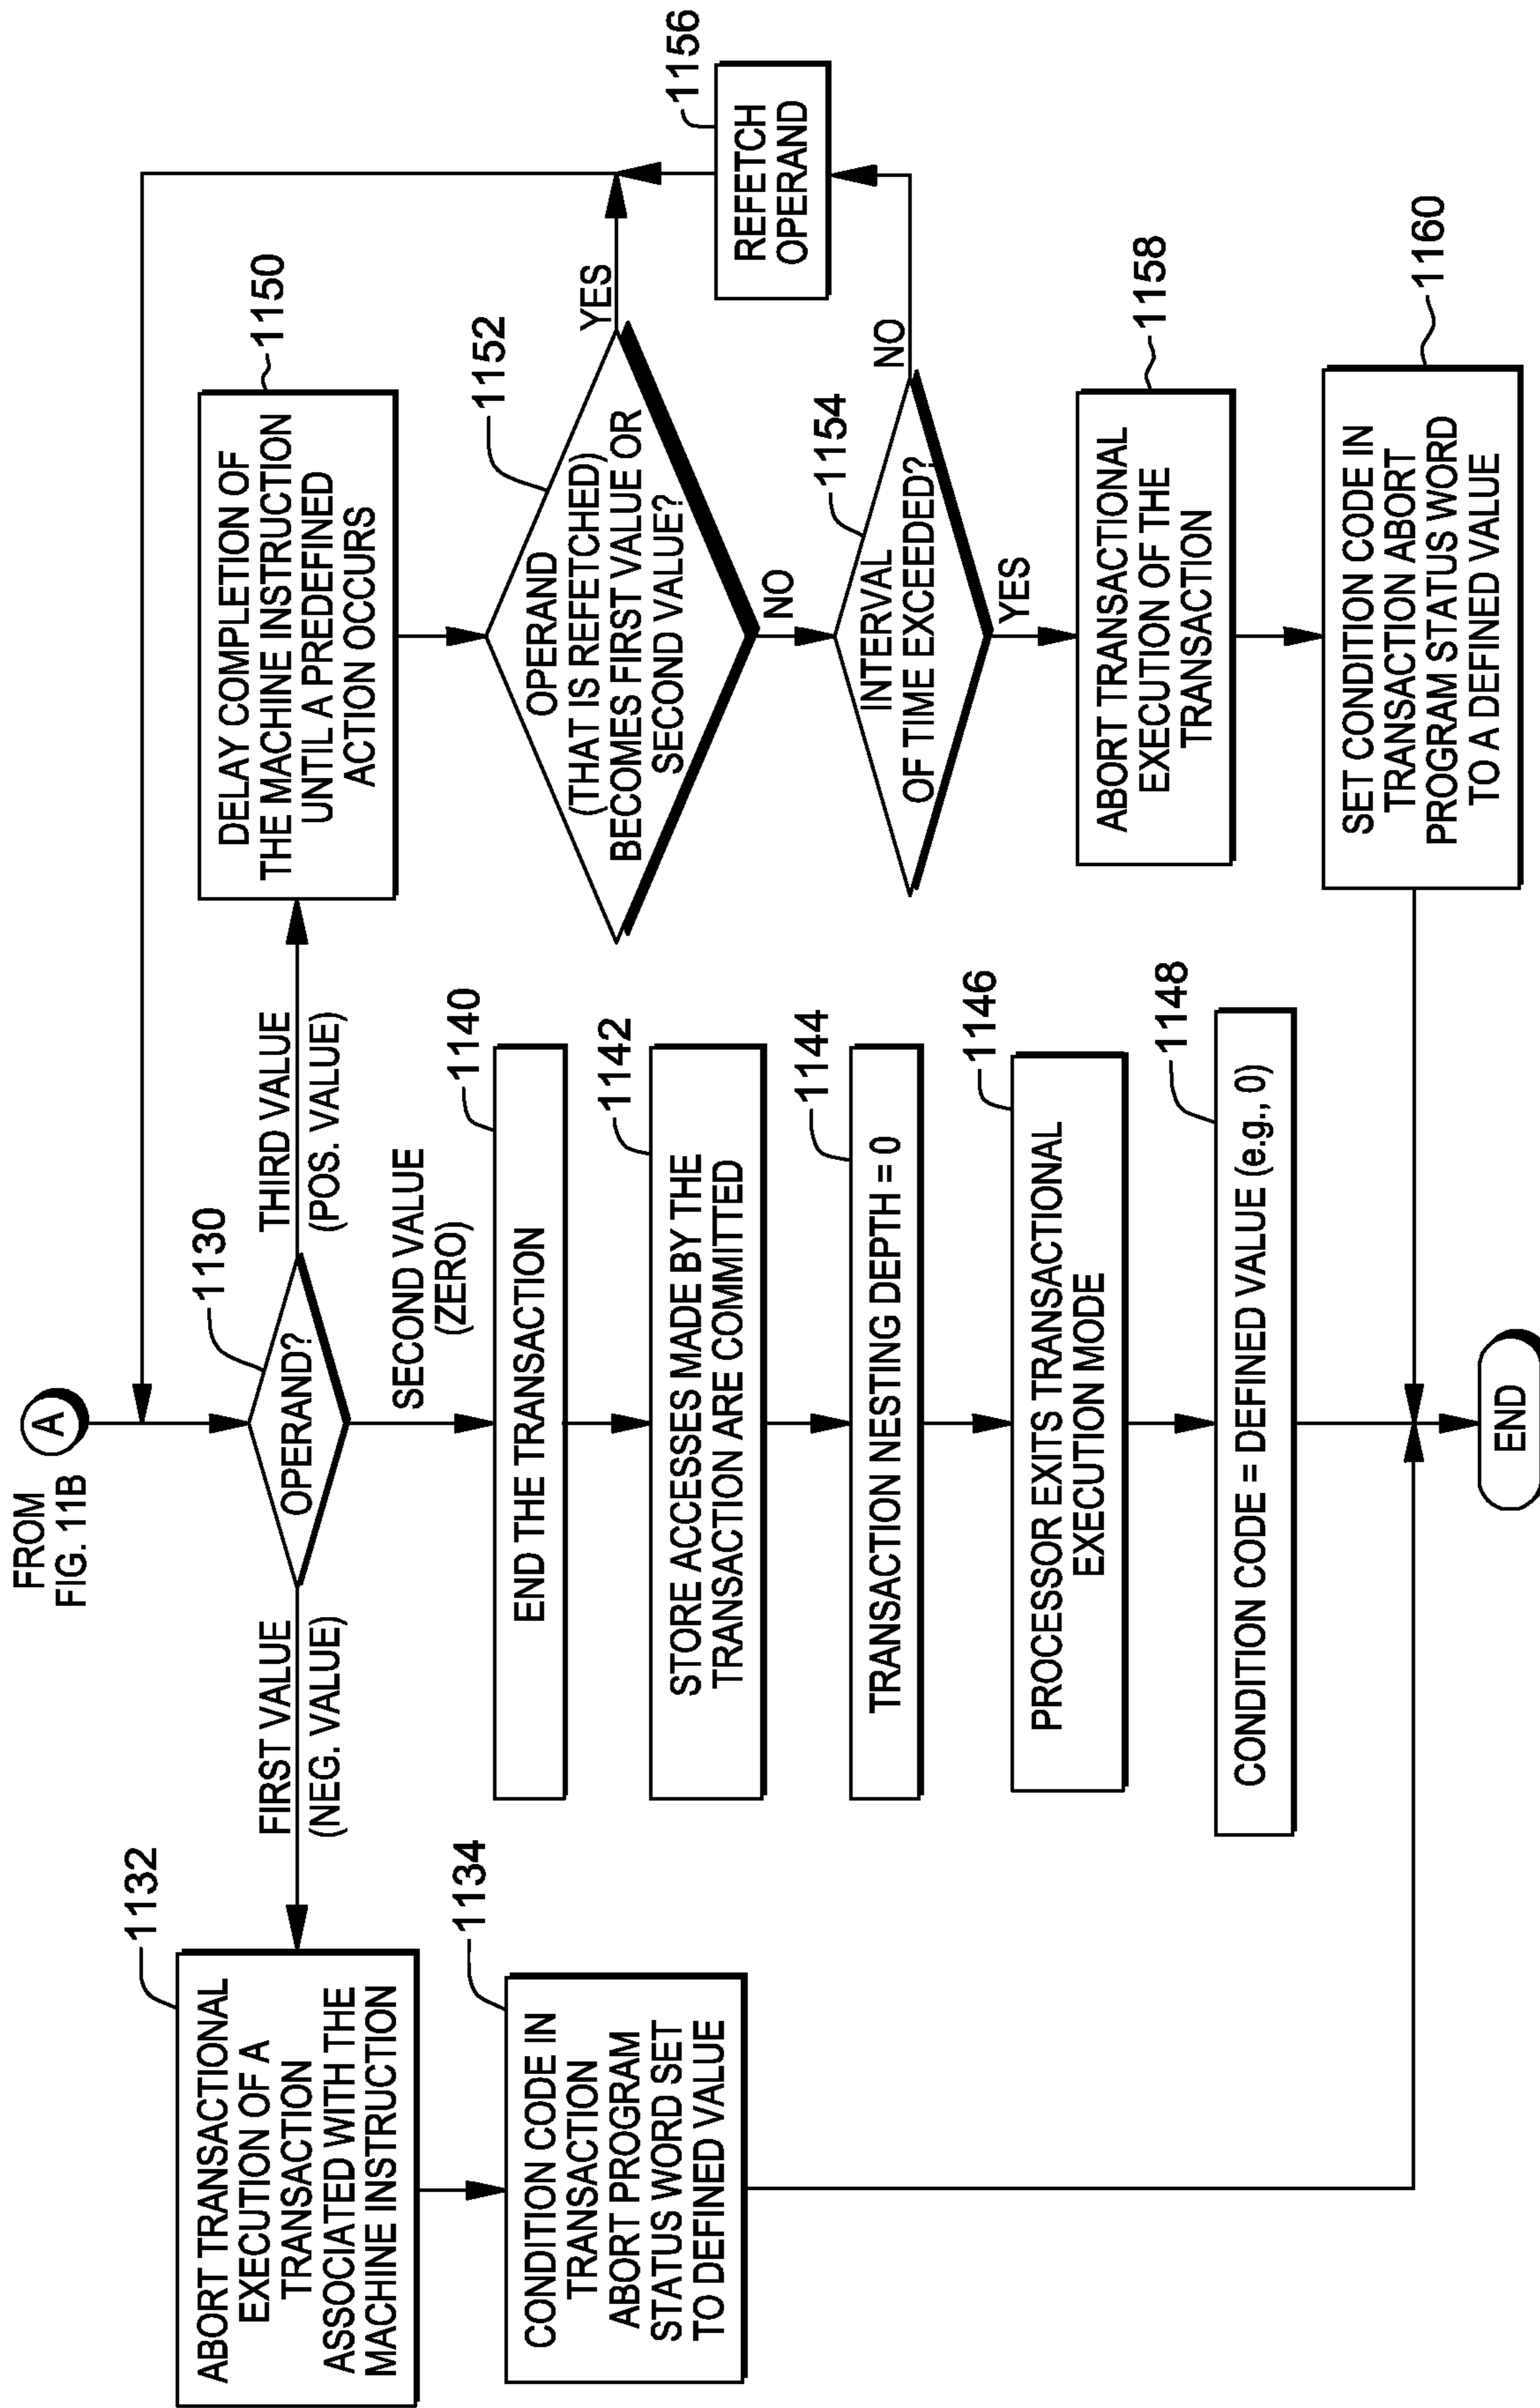 FROM
FIG. 11B
A
OPERAND?
1130
FIRST VALUE
(NEG. VALUE)
1132
ABORT TRANSACTIONAL
EXECUTION OF A
TRANSACTION
ASSOCIATED WITH THE
MACHINE INSTRUCTION
1134
CONDITION CODE IN
TRANSACTION
ABORT PROGRAM
STATUS WORD SET
TO DEFINED VALUE
SECOND VALUE
(ZERO)
1140
END THE TRANSACTION
1142
STORE ACCESSES MADE BY THE
TRANSACTION ARE COMMITTED
1144
TRANSACTION NESTING DEPTH = 0
1146
PROCESSOR EXITS TRANSACTIONAL
EXECUTION MODE
1148
CONDITION CODE = DEFINED VALUE (e.g., 0)
THIRD VALUE
(POS. VALUE)
1150
DELAY COMPLETION OF
THE MACHINE INSTRUCTION
UNTIL A PREDEFINED
ACTION OCCURS
1152
OPERAND
(THAT IS REFETCHED)
BECOMES FIRST VALUE OR
SECOND VALUE?
YES
NO
1154
INTERVAL
OF TIME EXCEEDED?
NO
YES
1156
REFETCH
OPERAND
1158
ABORT TRANSACTIONAL
EXECUTION OF THE
TRANSACTION
1160
SET CONDITION CODE IN
TRANSACTION ABORT
PROGRAM STATUS WORD
TO A DEFINED VALUE
END